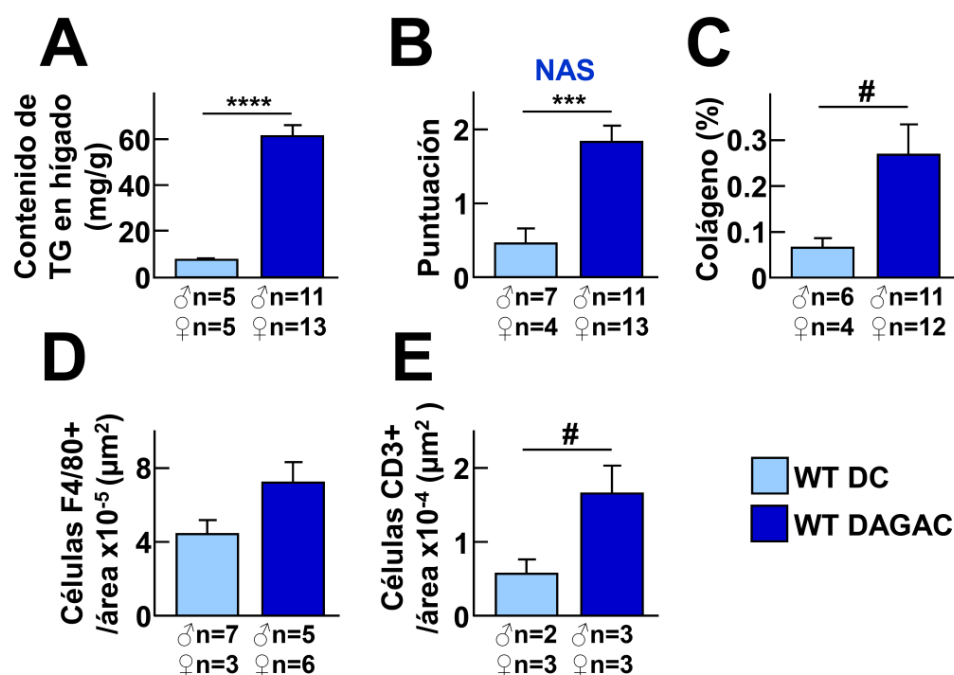 A
Contenido de
TG en hígado
(mg/g)
60
40
20
0
****
♂n=5 ♂n=11
♀n=5 ♀n=13
B
NAS
Puntuación
2
1
0
***
♂n=7 ♂n=11
♀n=4 ♀n=13
C
Colágeno (%)
0.3
0.2
0.1
0
#
♂n=6 ♂n=11
♀n=4 ♀n=12
D
Células F4/80+
/área x10⁻⁵ (µm²)
8
4
0
♂n=7 ♂n=5
♀n=3 ♀n=6
E
Células CD3+
/área x10⁻⁴ (µm²)
2
1
0
#
♂n=2 ♂n=3
♀n=3 ♀n=3
WT DC
WT DAGAC